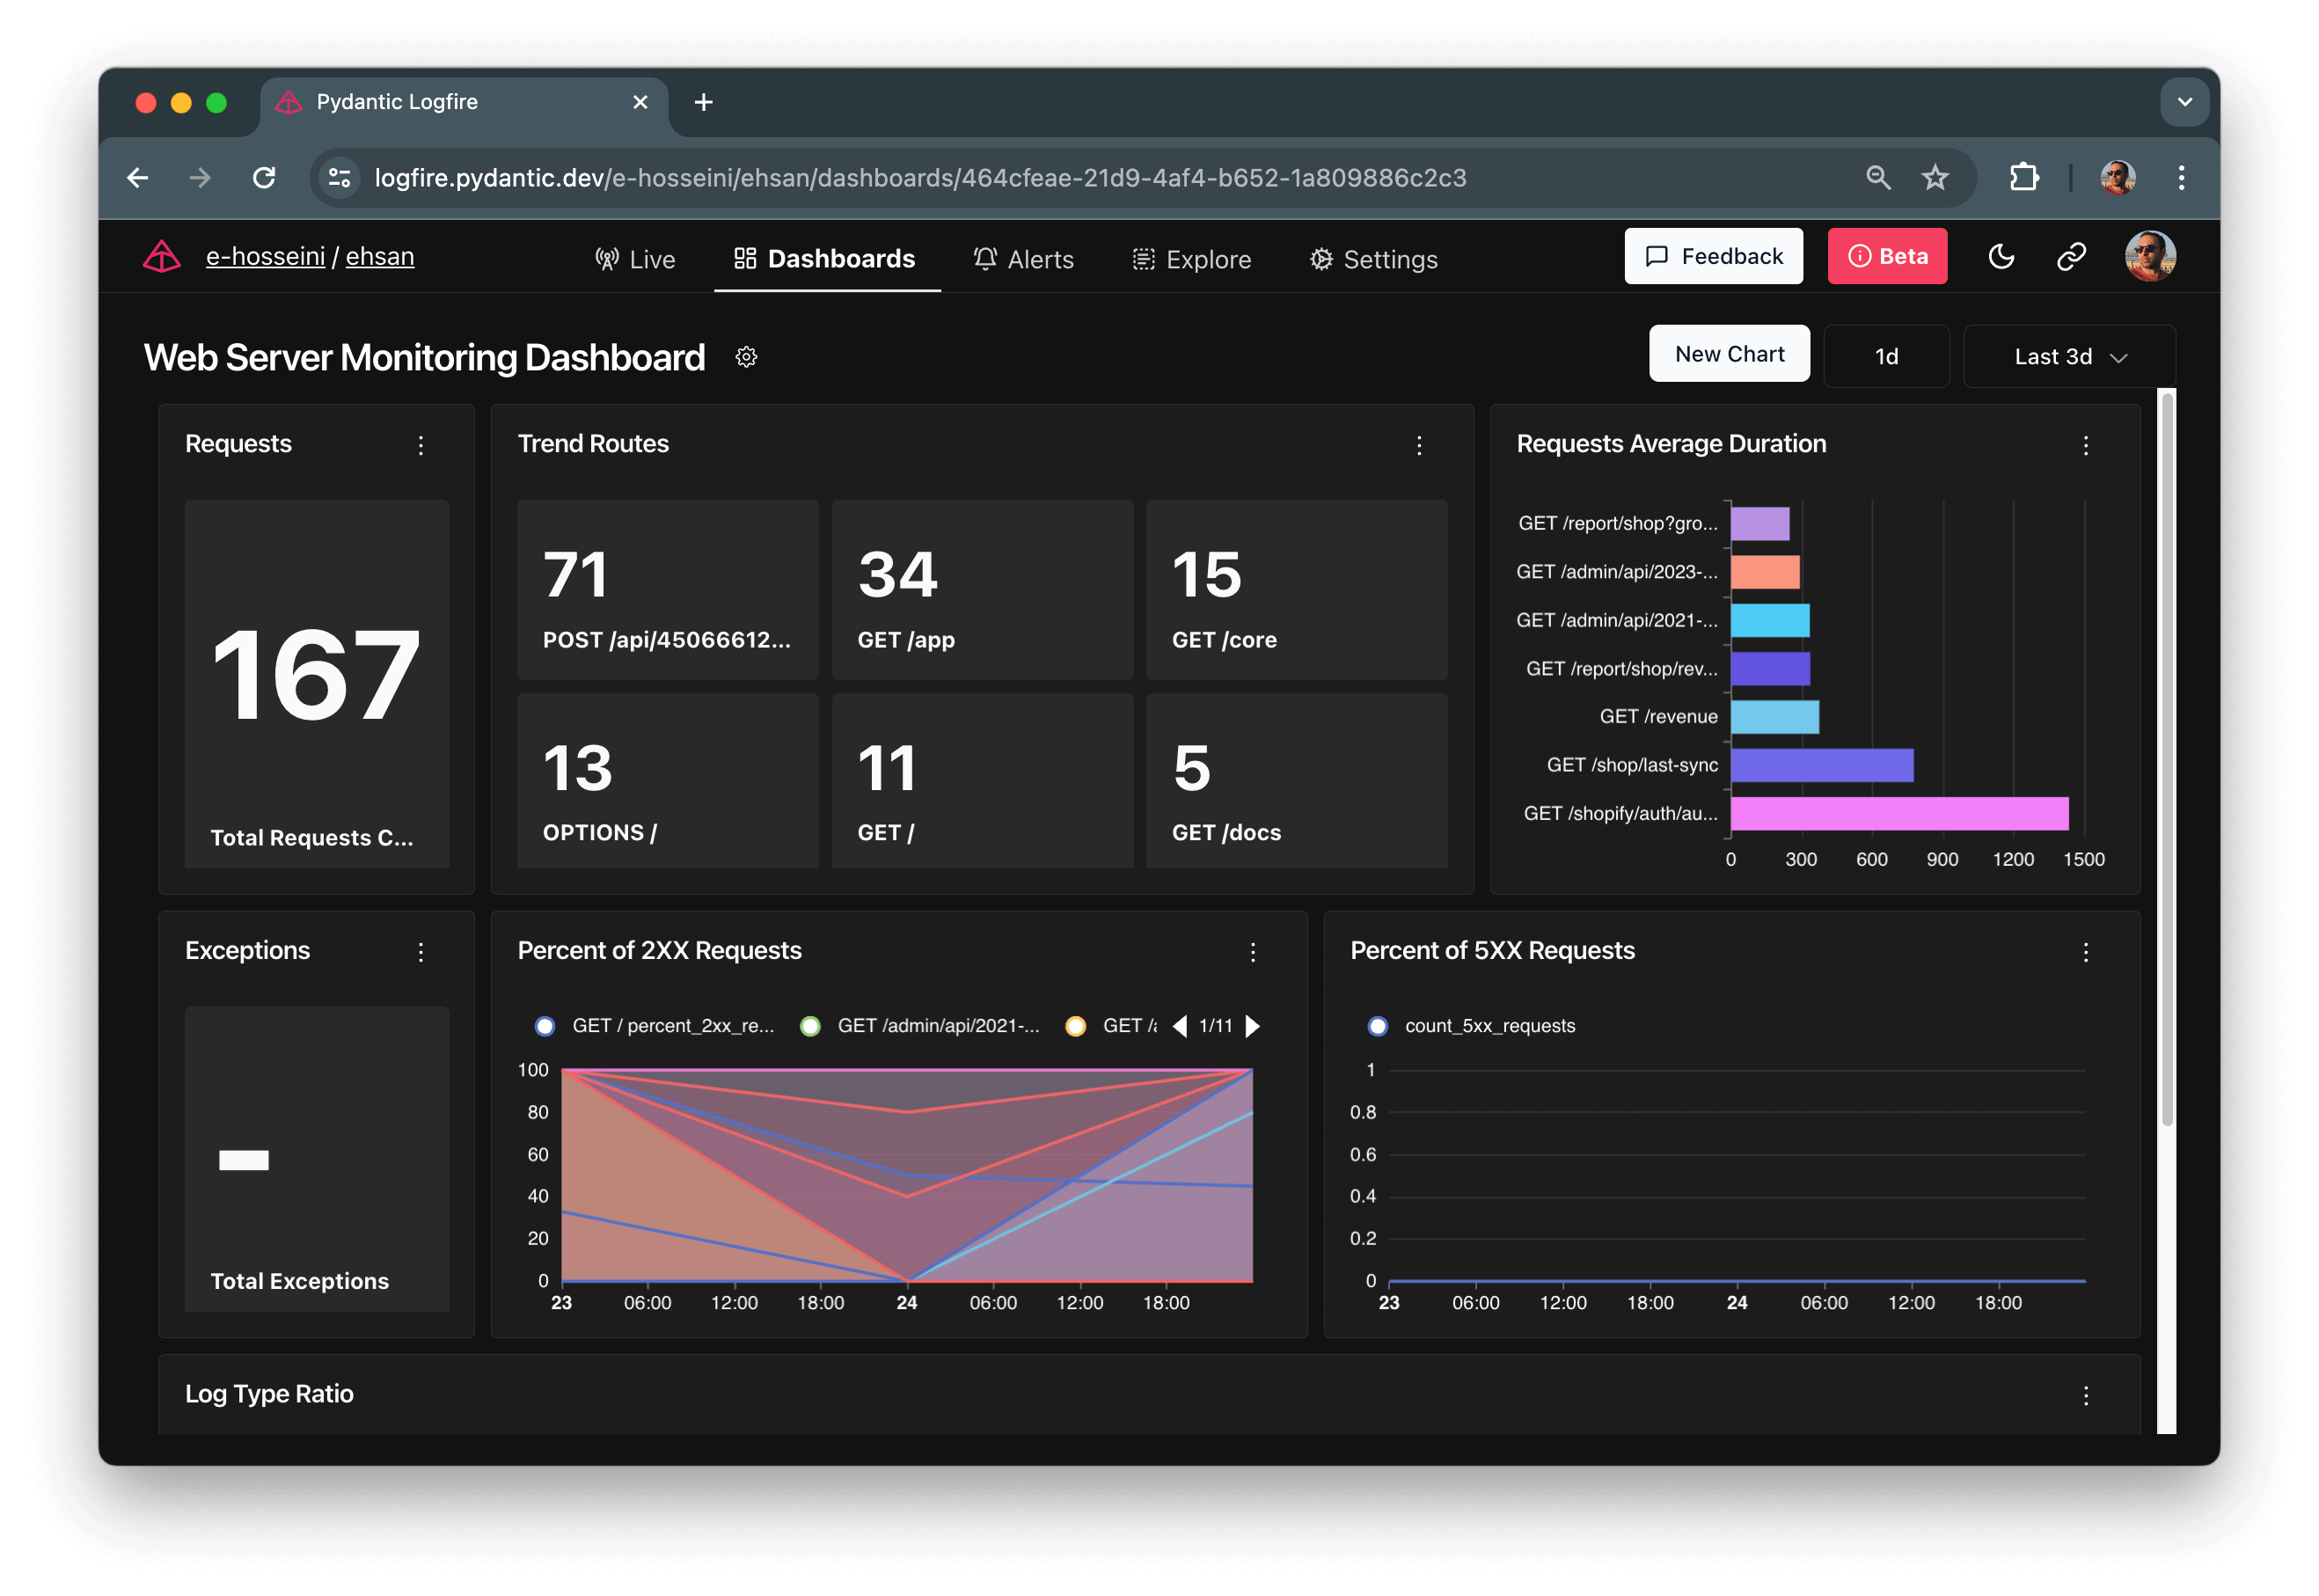 Pydantic Logfire
logfire.pydantic.dev/e-hosseini/ehsan/dashboards/464cfeae-21d9-4af4-b652-1a809886c2c3
e-hosseini / ehsan
Live
Dashboards
Alerts
Explore
Settings
Feedback
Beta
Web Server Monitoring Dashboard
New Chart
1d
Last 3d
Requests
167
Total Requests C...
Trend Routes
71
POST /api/45066612...
34
GET /app
15
GET /core
13
OPTIONS /
11
GET /
5
GET /docs
Requests Average Duration
GET /report/shop?gro...
GET /admin/api/2023-...
GET /admin/api/2021-...
GET /report/shop/rev...
GET /revenue
GET /shop/last-sync
GET /shopify/auth/au...
0 300 600 900 1200 1500
Exceptions
-
Total Exceptions
Percent of 2XX Requests
GET / percent_2xx_re... GET /admin/api/2021-... GET /a 1/11
100
80
60
40
20
0
23 06:00 12:00 18:00 24 06:00 12:00 18:00
Percent of 5XX Requests
count_5xx_requests
1
0.8
0.6
0.4
0.2
0
23 06:00 12:00 18:00 24 06:00 12:00 18:00
Log Type Ratio